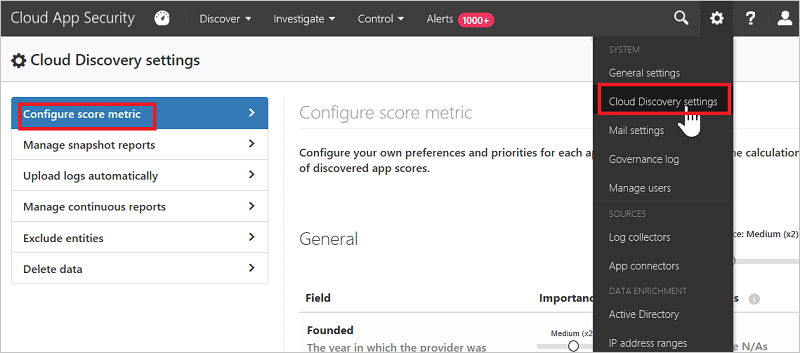 Cloud App Security Discover Investigate Control Alerts 1000+ ?
Cloud Discovery settings
Configure score metric
Manage snapshot reports
Upload logs automatically
Manage continuous reports
Exclude entities
Delete data
Configure score metric
Configure your own preferences and priorities for each the calculation
of discovered app scores.
General
ce: Medium (x2)
Field Importan s
Founded Medium (x2
The year in which the provider was e N/As
SYSTEM
General settings
Cloud Discovery settings
Mail settings
Governance log
Manage users
SOURCES
Log collectors
App connectors
DATA ENRICHMENT
Active Directory
IP address ranges